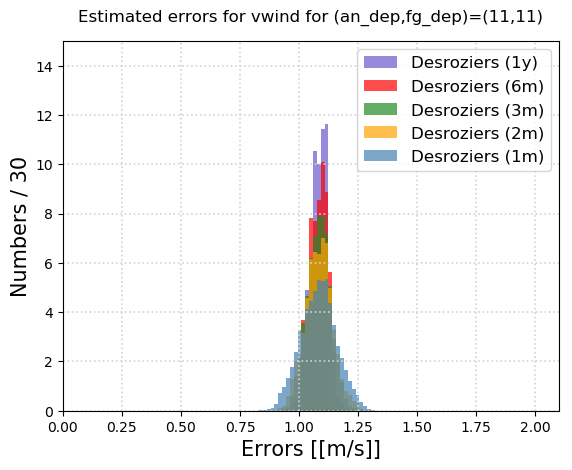 Estimated errors for vwind for (an_dep,fg_dep)=(11,11)
Desroziers (1y)
Desroziers (6m)
Desroziers (3m)
Desroziers (2m)
Desroziers (1m)
Numbers / 30
14
12
10
8
6
4
2
0
0.00 0.25 0.50 0.75 1.00 1.25 1.50 1.75 2.00
Errors [[m/s]]